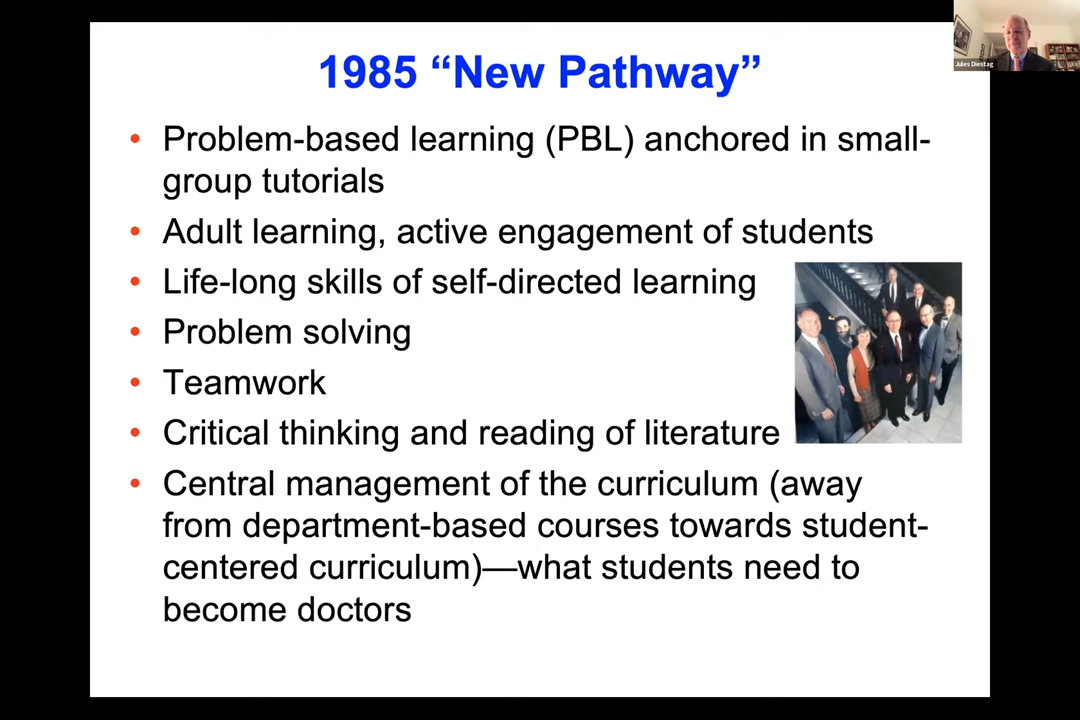 1985 “New Pathway”
Jules Dienstag
• Problem-based learning (PBL) anchored in small-
group tutorials
• Adult learning, active engagement of students
• Life-long skills of self-directed learning
• Problem solving
• Teamwork
• Critical thinking and reading of literature
• Central management of the curriculum (away
from department-based courses towards student-
centered curriculum)—what students need to
become doctors